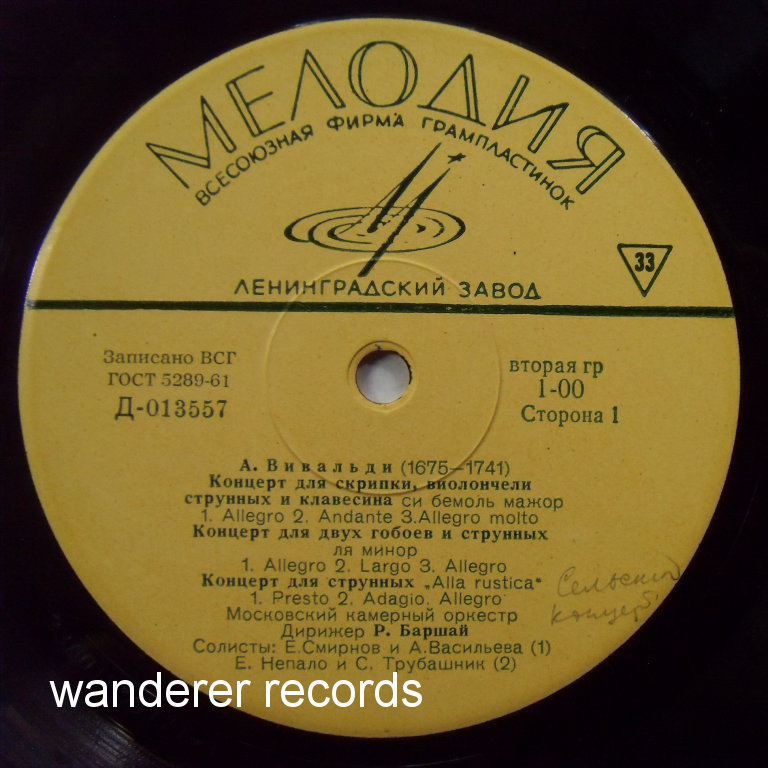 МЕЛОДИЯ
ВСЕСОЮЗНАЯ ФИРМА ГРАМПЛАСТИНОК
33
ЛЕНИНГРАДСКИЙ ЗАВОД
Записано ВСГ
ГОСТ 5289-61
Д-013557
вторая гр
1-00
Сторона 1
А. Вивальди (1675—1741)
Концерт для скрипки, виолончели
струнных и клавесина си бемоль мажор
1. Allegro 2. Andante 3.Allegro molto
Концерт для двух гобоев и струнных
ля минор
1. Allegro 2. Largo 3. Allegro
Концерт для струнных „Alla rustica“
1. Presto 2. Adagio. Allegro
Московский камерный оркестр
Дирижер Р. Баршай
Солисты: Е.Смирнов и А.Васильева (1)
Е. Непало и С. Трубашник (2)
Сельский
концерт
wanderer records